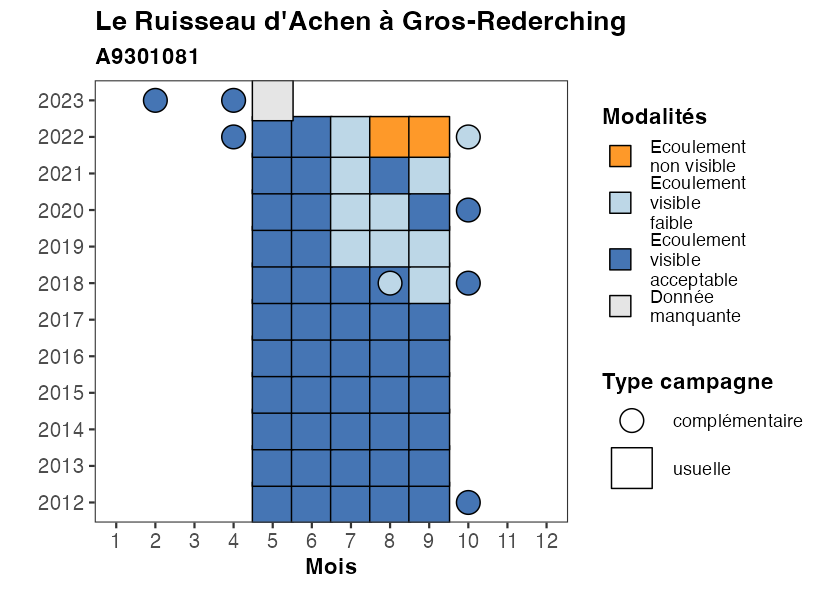 Le Ruisseau d'Achen à Gros-Rederching
A9301081
2023
2022
2021
2020
2019
2018
2017
2016
2015
2014
2013
2012
1 2 3 4 5 6 7 8 9 10 11 12
Mois
Modalités
Ecoulement
non visible
Ecoulement
visible
faible
Ecoulement
visible
acceptable
Donnée
manquante
Type campagne
complémentaire
usuelle